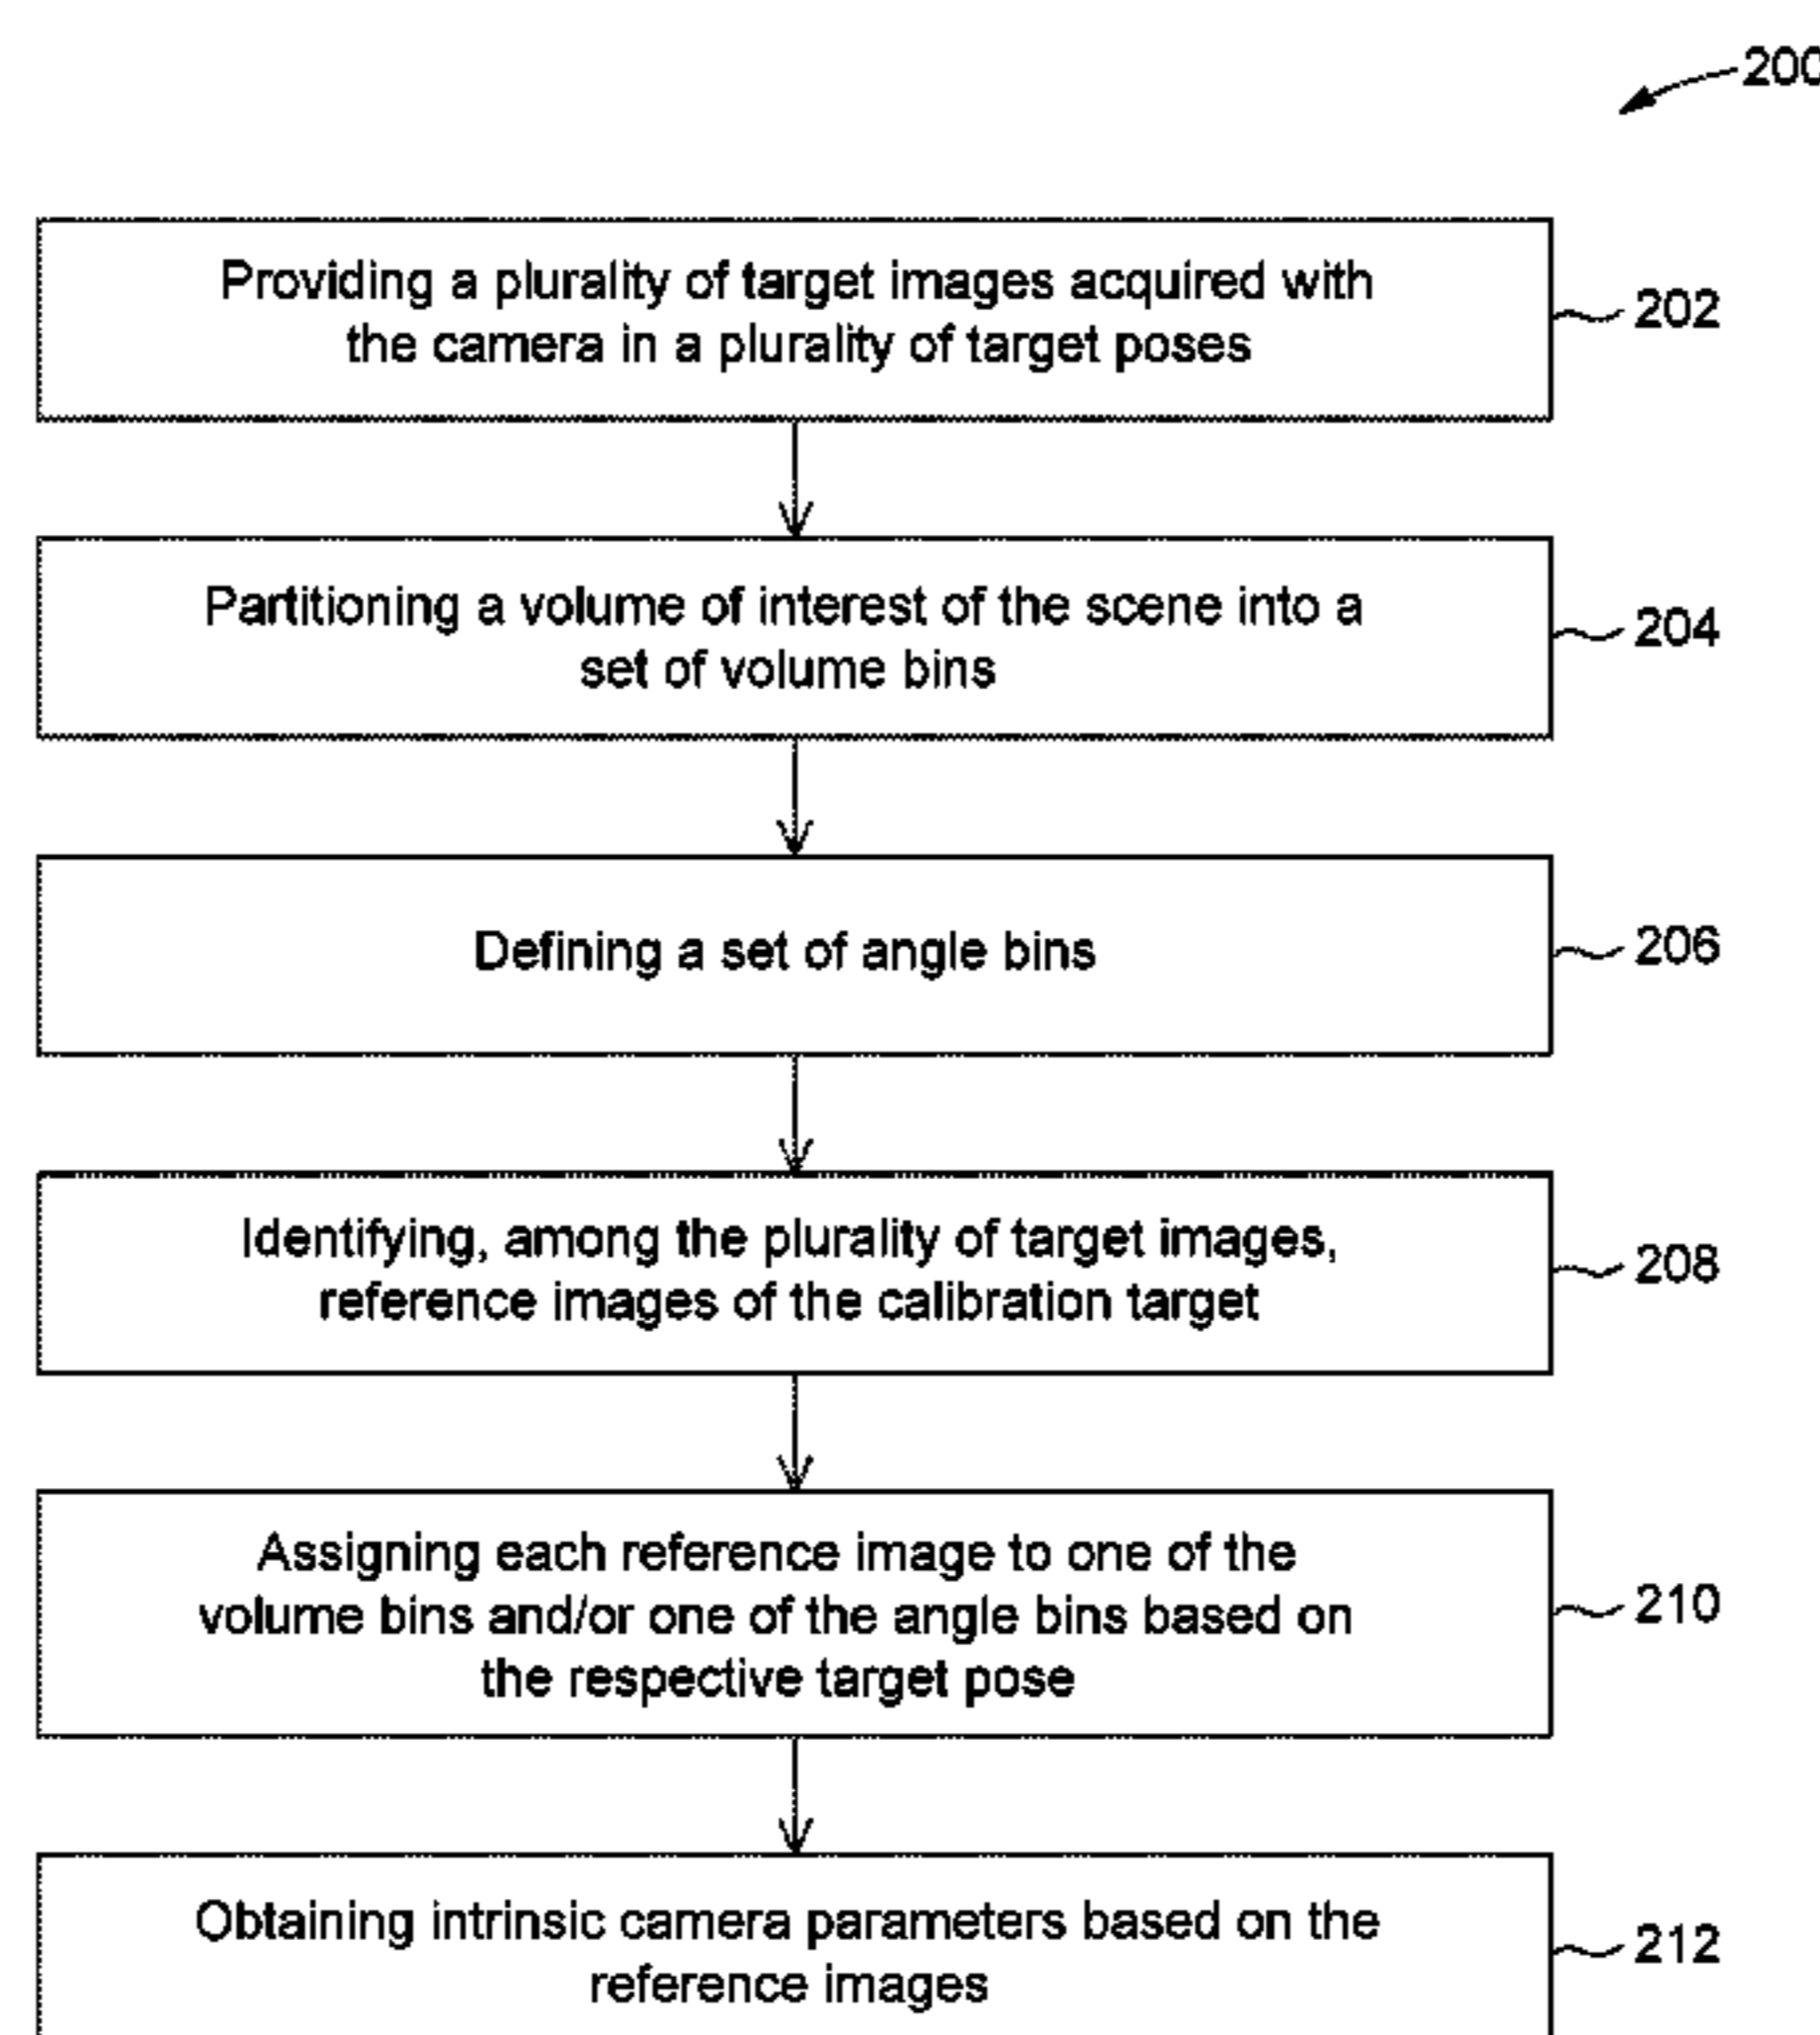 200
Providing a plurality of target images acquired with
the camera in a plurality of target poses
202
Partitioning a volume of interest of the scene into a
set of volume bins
204
Defining a set of angle bins
206
Identifying, among the plurality of target images,
reference images of the calibration target
208
Assigning each reference image to one of the
volume bins and/or one of the angle bins based on
the respective target pose
210
Obtaining intrinsic camera parameters based on the
reference images
212